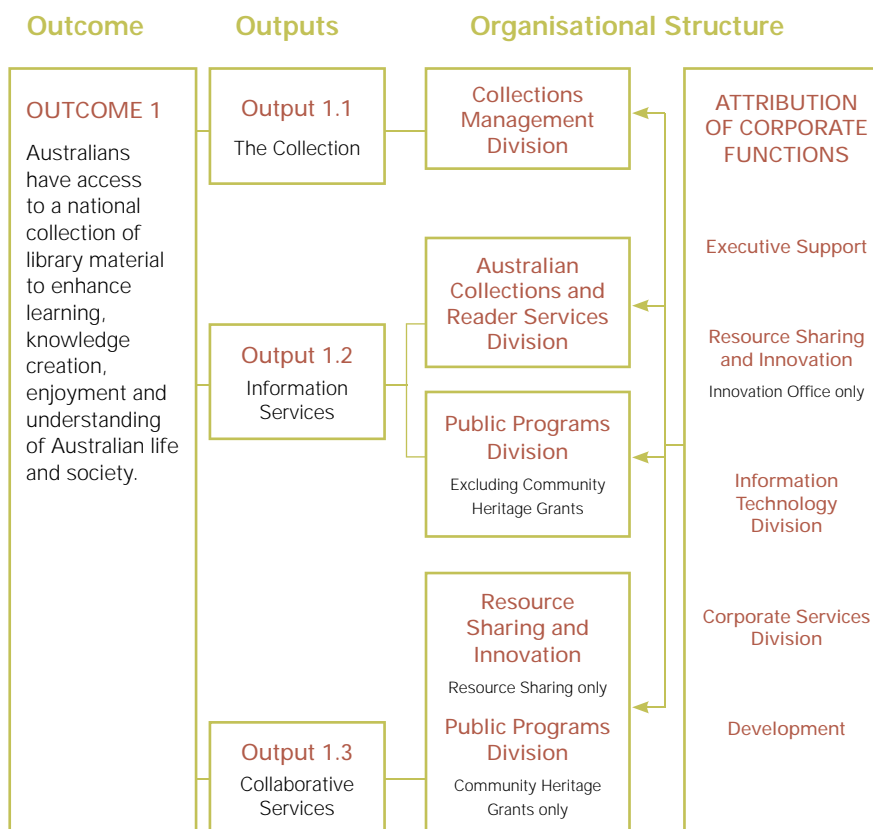 Outcome
Outputs
Organisational Structure
OUTCOME 1
Australians
have access
to a national
collection of
library material
to enhance
learning,
knowledge
creation,
enjoyment and
understanding
of Australian life
and society.
Output 1.1
The Collection
Output 1.2
Information
Services
Output 1.3
Collaborative
Services
Collections
Management
Division
Australian
Collections and
Reader Services
Division
Public Programs
Division
Excluding Community
Heritage Grants
Resource
Sharing and
Innovation
Resource Sharing only
Public Programs
Division
Community Heritage
Grants only
ATTRIBUTION
OF CORPORATE
FUNCTIONS
Executive Support
Resource Sharing
and Innovation
Innovation Office only
Information
Technology
Division
Corporate Services
Division
Development